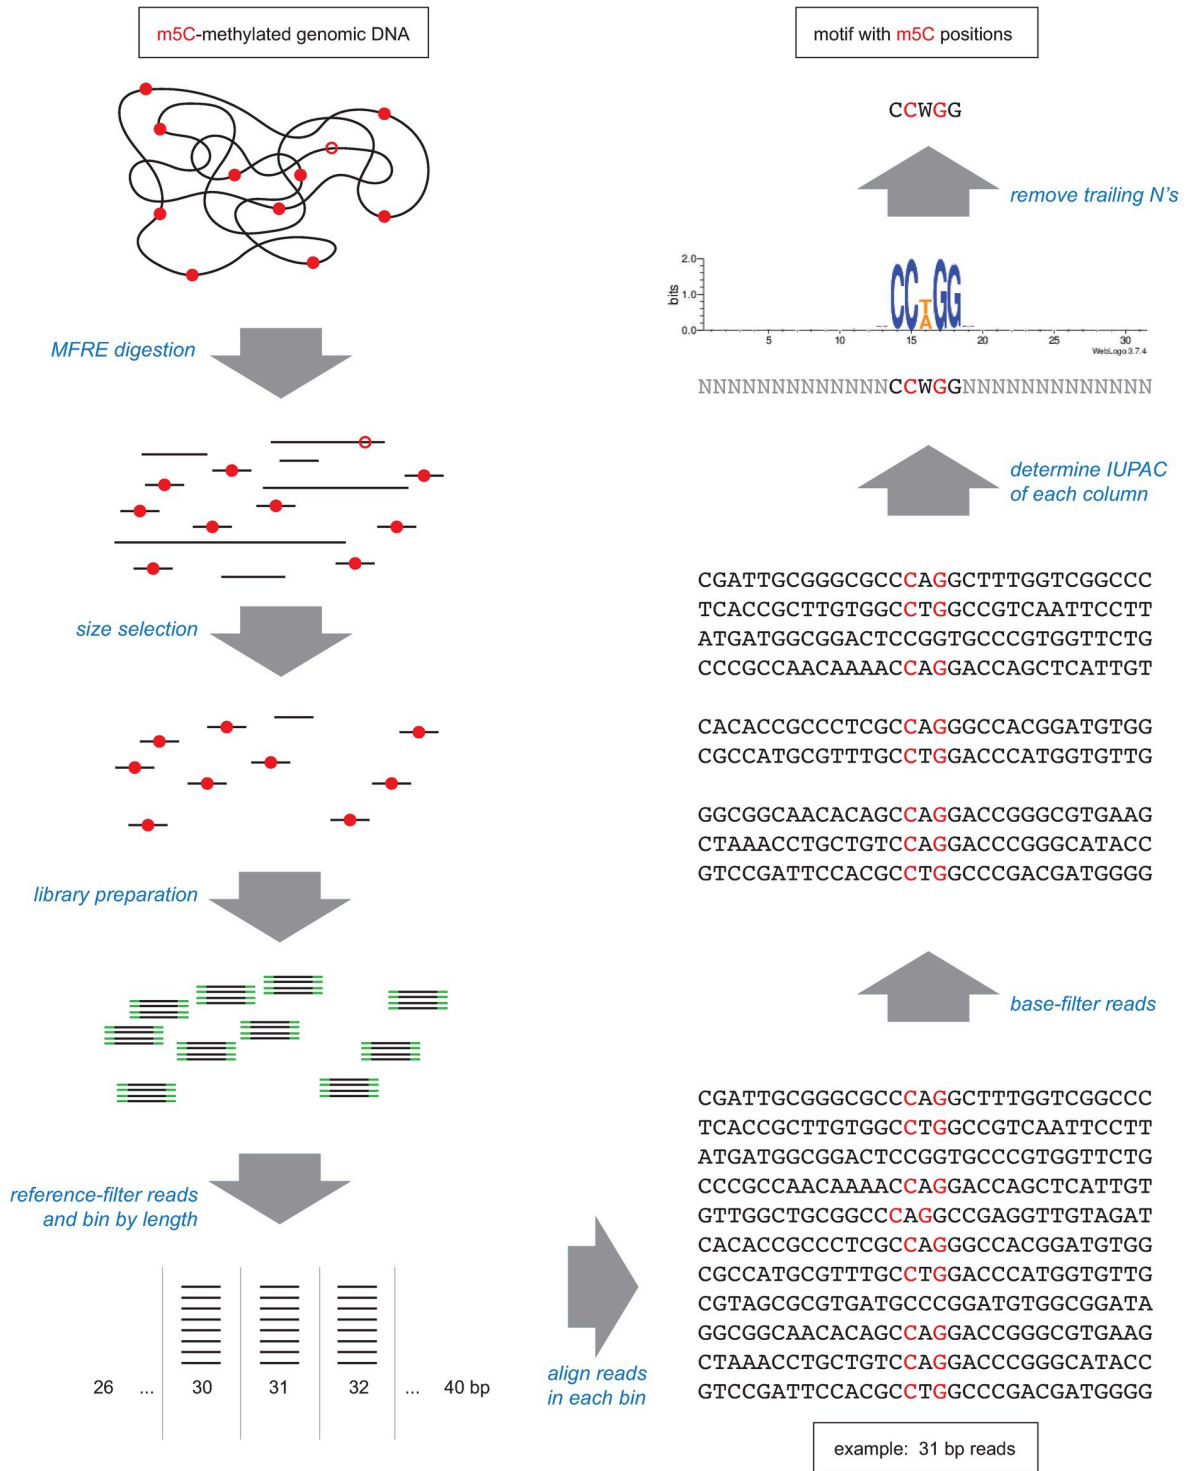 m5C-methylated genomic DNA
MFRE digestion
size selection
library preparation
reference-filter reads
and bin by length
26 ... 30 31 32 ... 40 bp
align reads
in each bin
motif with m5C positions
CCWGG
remove trailing N's
bits
2.0
1.0
0.0
CCTGG
A
5 10 15 20 25 30
WebLogo 3.7.4
NNNNNNNNNNNNNCCWGGNNNNNNNNNNNNN
determine IUPAC
of each column
CGATTGCGGGCGCCCAGGCTTTGGTCGGCCC
TCACCGCTTGTGGCCTGGCCGTCAATTCCTT
ATGATGGCGGACTCCGGTGCCCGTGGTTCTG
CCCGCCAACAAAACCAGGACCAGCTCATTGT
CACACCGCCCTCGCCAGGGCCACGGATGTGG
CGCCATGCGTTTGCCTGGACCCATGGTGTTG
GGCGGCAACACAGCCAGGACCGGGCGTGAAG
CTAAACCTGCTGTCCAGGACCCGGGCATACC
GTCCGATTCCACGCCTGGCCCGACGATGGGG
base-filter reads
CGATTGCGGGCGCCCAGGCTTTGGTCGGCCC
TCACCGCTTGTGGCCTGGCCGTCAATTCCTT
ATGATGGCGGACTCCGGTGCCCGTGGTTCTG
CCCGCCAACAAAACCAGGACCAGCTCATTGT
GTTGGCTGCGGCCCAGGCCGAGGTTGTAGAT
CACACCGCCCTCGCCAGGGCCACGGATGTGG
CGCCATGCGTTTGCCTGGACCCATGGTGTTG
CGTAGCGCGTGATGCCCGGATGTGGCGGATA
GGCGGCAACACAGCCAGGACCGGGCGTGAAG
CTAAACCTGCTGTCCAGGACCCGGGCATACC
GTCCGATTCCACGCCTGGCCCGACGATGGGG
example: 31 bp reads